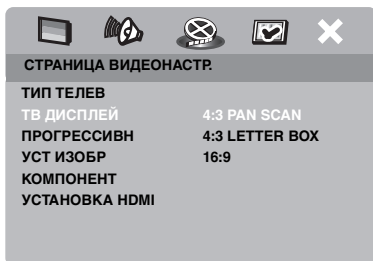 СТРАНИЦА ВИДЕОНАСТР.
ТИП ТЕЛЕВ
ТВ ДИСПЛЕЙ 4:3 PAN SCAN
ПРОГРЕССИВН 4:3 LETTER BOX
УСТ ИЗОБР 16:9
КОМПОНЕНТ
УСТАНОВКА HDMI